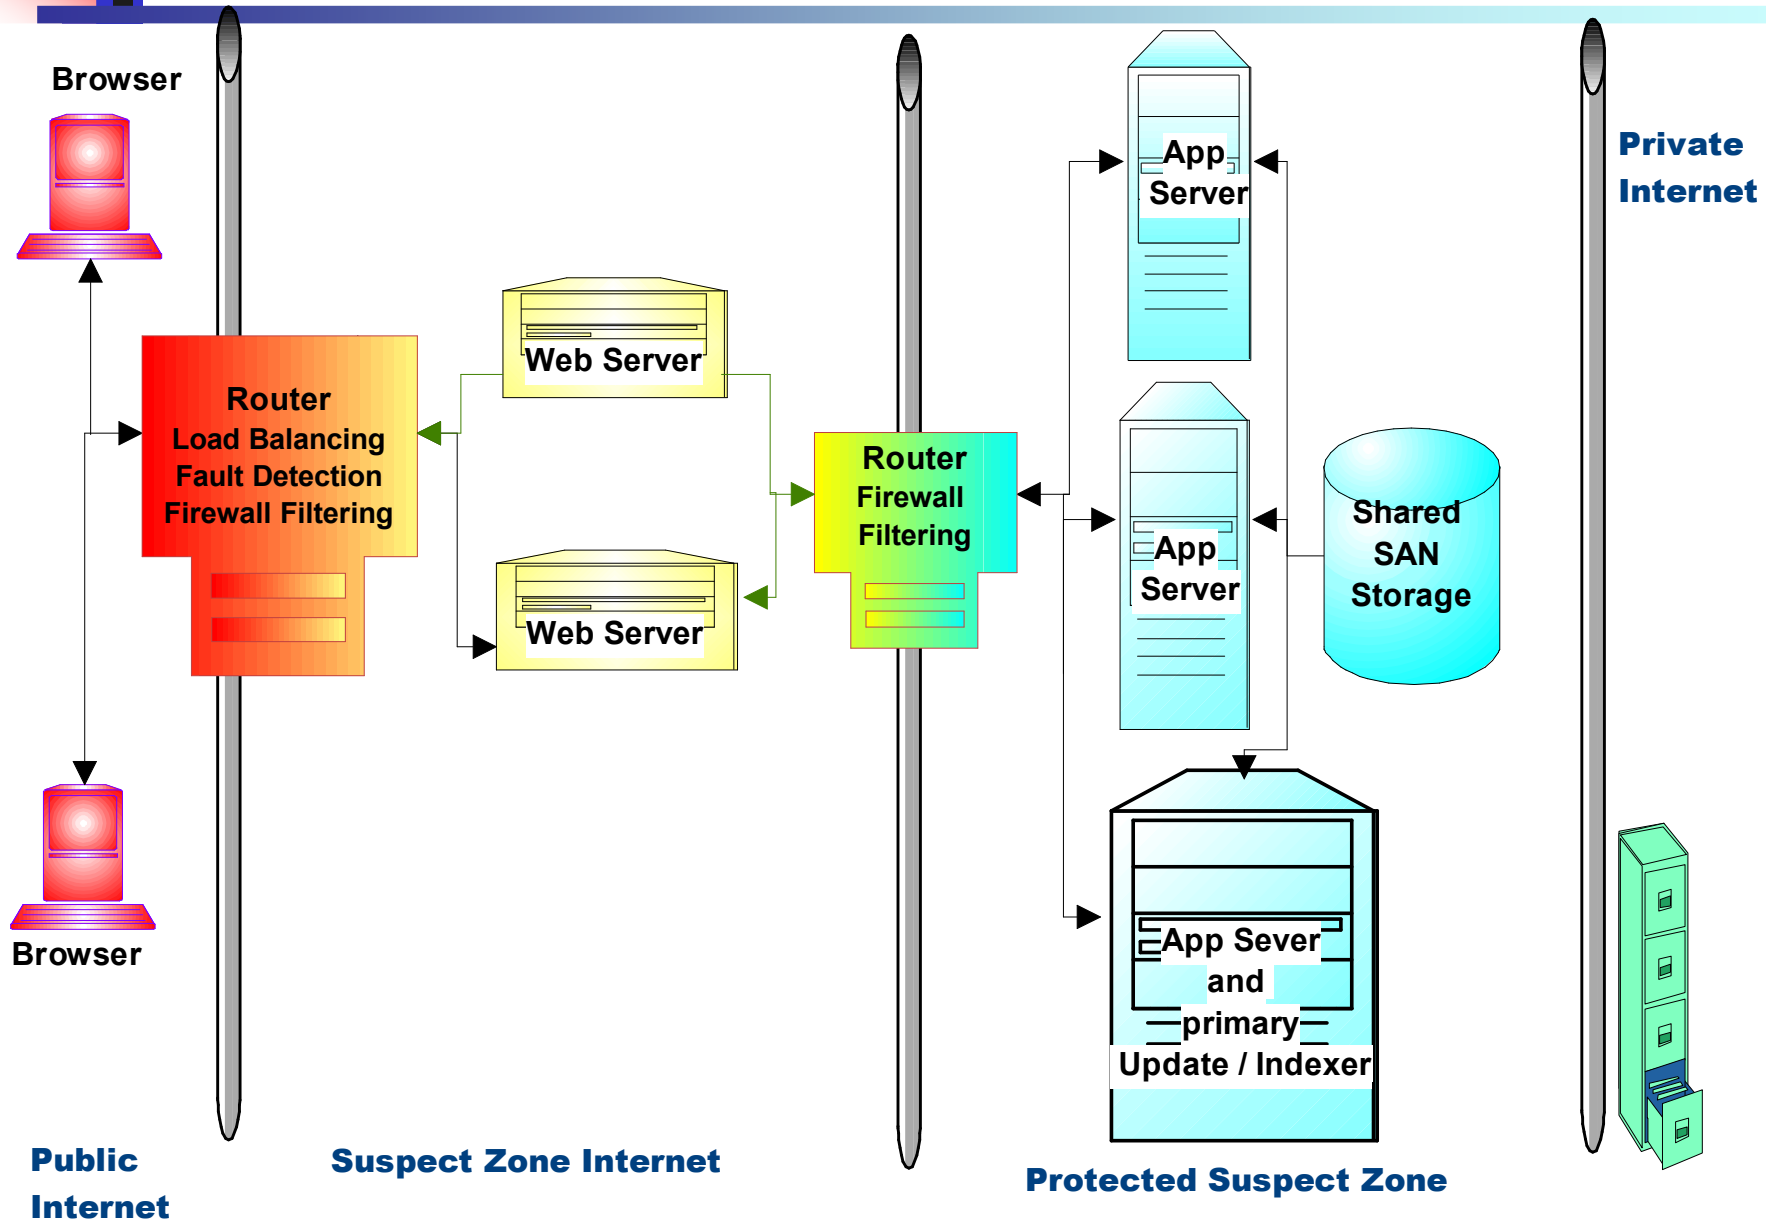 Browser
Router
Load Balancing
Fault Detection
Firewall Filtering
Browser
Public
Internet
Web Server
Web Server
Suspect Zone Internet
Router
Firewall
Filtering
App
Server
App
Server
App Sever
and
primary
Update / Indexer
Shared
SAN
Storage
Protected Suspect Zone
Private
Internet